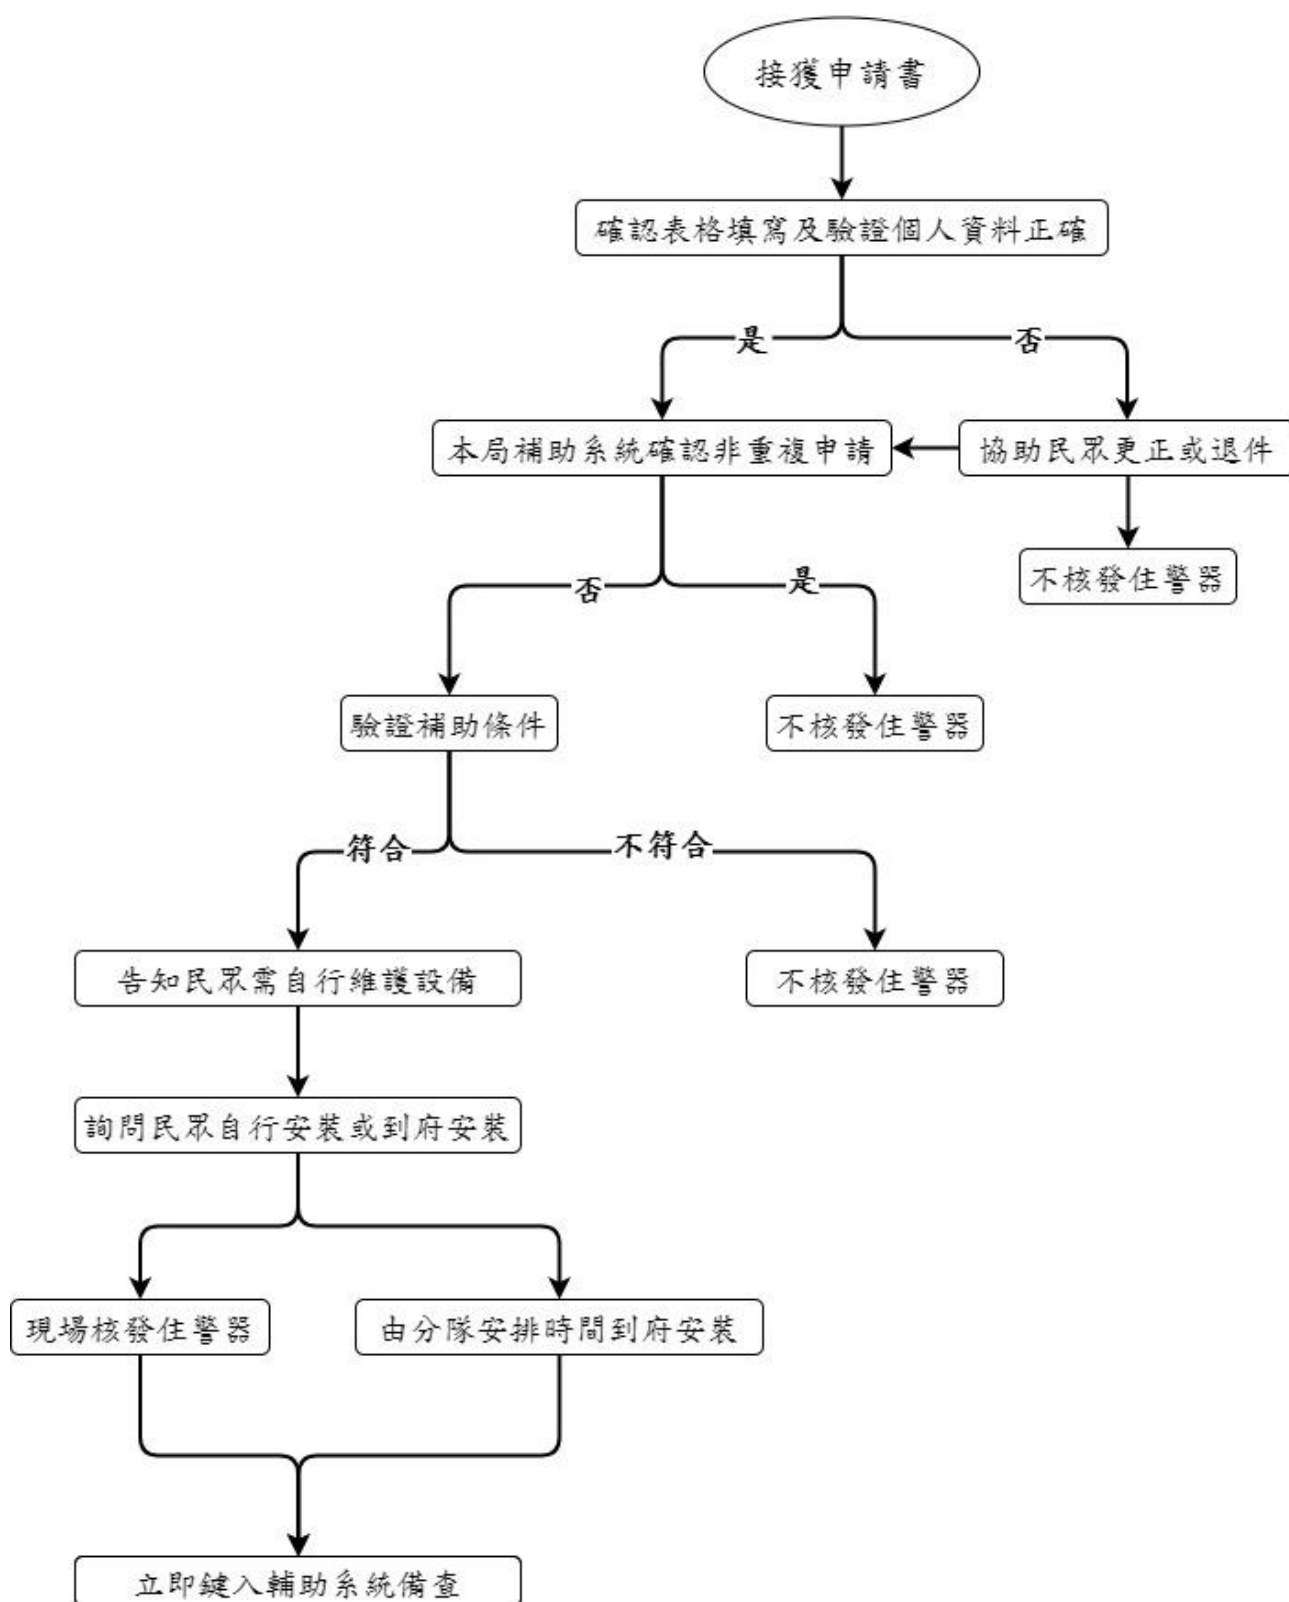 接獲申請書
確認表格填寫及驗證個人資料正確
是
否
本局補助系統確認非重複申請
協助民眾更正或退件
不核發住警器
否
是
驗證補助條件
不核發住警器
符合
不符合
告知民眾需自行維護設備
不核發住警器
詢問民眾自行安裝或到府安裝
現場核發住警器
由分隊安排時間到府安裝
立即鍵入輔助系統備查